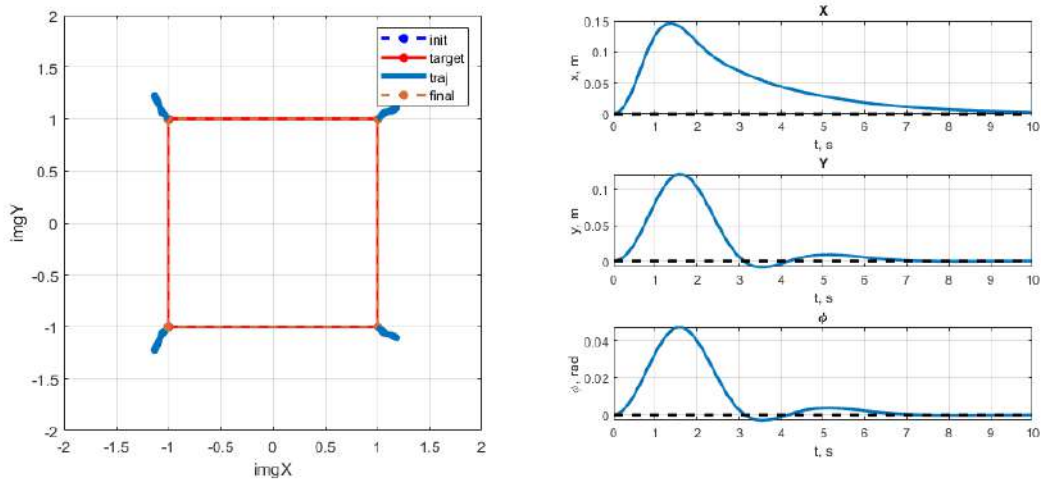 2
1.5
1
0.5
0
-0.5
-1
-1.5
-2
imgY
-2 -1.5 -1 -0.5 0 0.5 1 1.5 2
imgX
init
target
traj
final
X
0.15
0.1
0.05
0
x, m
0 1 2 3 4 5 6 7 8 9 10
t, s
Y
0.1
0.05
0
y, m
0 1 2 3 4 5 6 7 8 9 10
t, s
ϕ
0.04
0.02
0
ϕ, rad
0 1 2 3 4 5 6 7 8 9 10
t, s